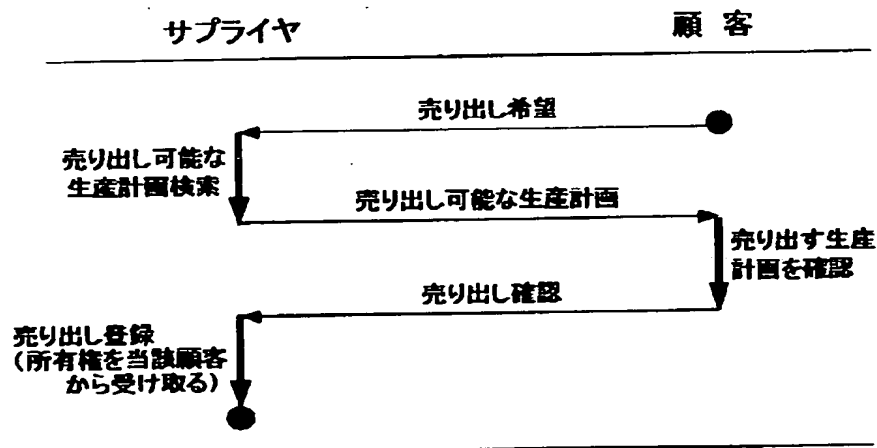 サプライヤ
顧客
売り出し希望
売り出し可能な
生産計画検索
売り出し可能な生産計画
売り出す生産
計画を確認
売り出し確認
売り出し登録
(所有権を当該顧客
から受け取る)